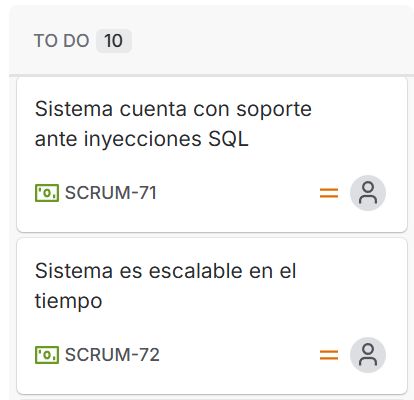 TO DO 10
Sistema cuenta con soporte
ante inyecciones SQL
SCRUM-71
Sistema es escalable en el
tiempo
SCRUM-72